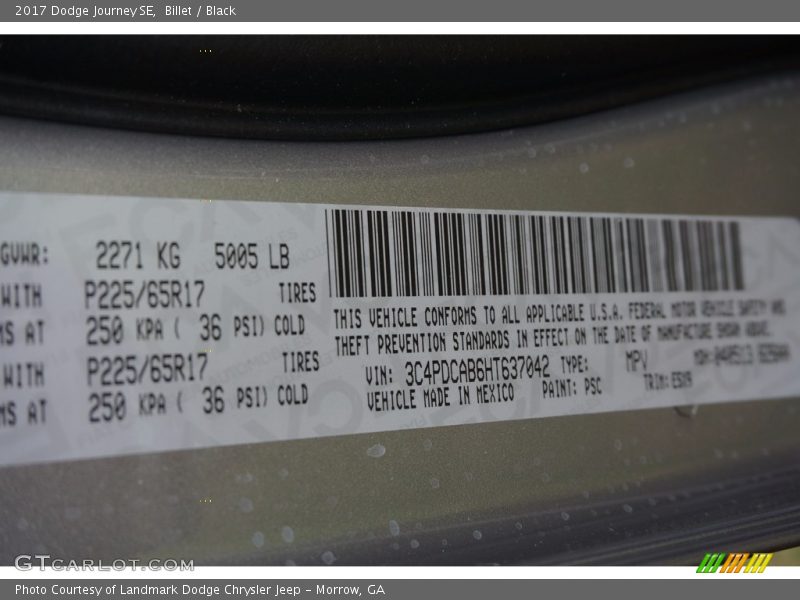 2017 Dodge Journey SE, Billet / Black
GVWR: 2271 KG 5005 LB
WITH P225/65R17 TIRES
MS AT 250 KPA ( 36 PSI) COLD
WITH P225/65R17 TIRES
MS AT 250 KPA ( 36 PSI) COLD
THIS VEHICLE CONFORMS TO ALL APPLICABLE U.S.A. FEDERAL MOTOR VEHICLE SAFETY AND
THEFT PREVENTION STANDARDS IN EFFECT ON THE DATE OF MANUFACTURE SHOWN ABOVE.
VIN: 3C4PDCAB6HT637042 TYPE: MPV
VEHICLE MADE IN MEXICO PAINT: PSC TRIM:
GTCARLOT.COM
Photo Courtesy of Landmark Dodge Chrysler Jeep – Morrow, GA